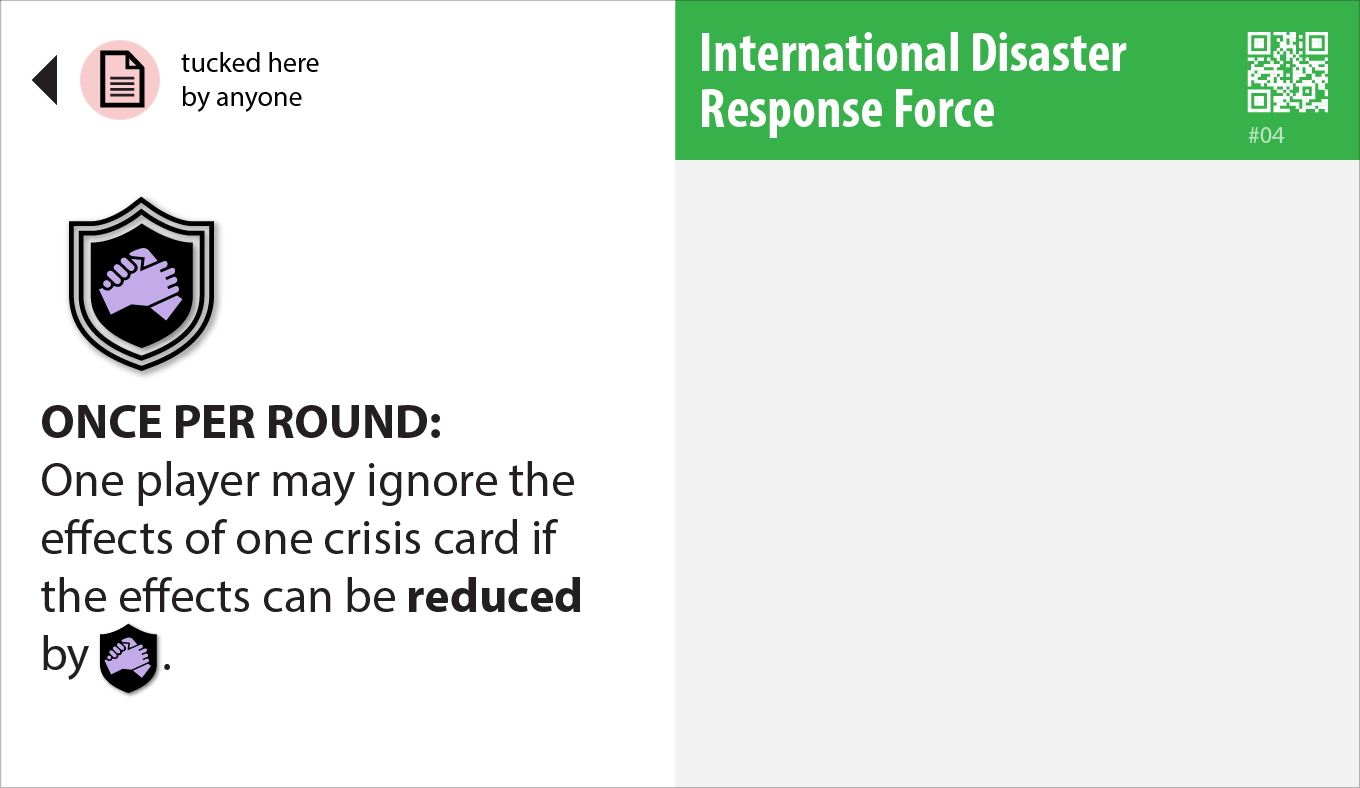 tucked here
by anyone
International Disaster
Response Force
#04
ONCE PER ROUND:
One player may ignore the
effects of one crisis card if
the effects can be reduced
by .